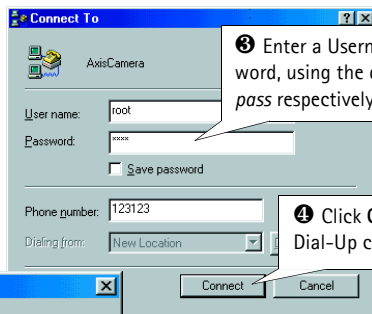 Connect To
AxisCamera
❸ Enter a Usern
word, using the
pass respectively
User name: root
Password: xxxx
Save password
Phone number: 123123
❹ Click
Dial-Up
Dialing from: New Location
Connect Cancel